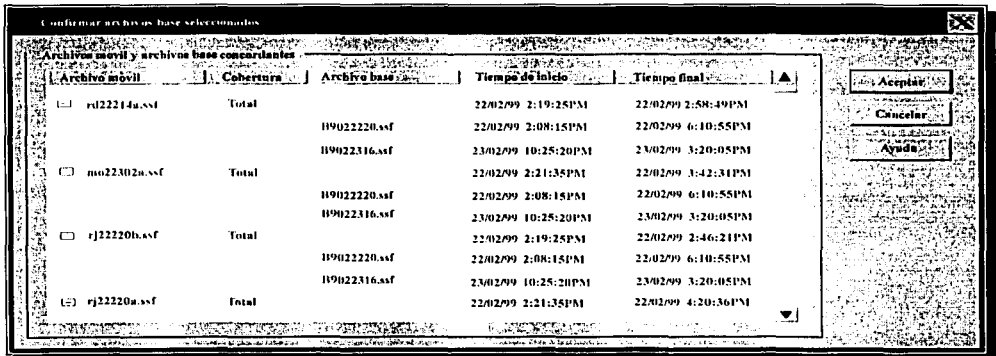 Confirmar archivos base seleccionados
Archivos movil y archivos base concordantes
Archivo móvil Cobertura Archivo base Tiempo de inicio Tiempo final
Aceptar
rd22214a.ssf Total 22/02/99 2:19:25PM 22/02/99 2:58:49PM
Cancelar
B9022220.ssf 22/02/99 2:08:15PM 22/02/99 6:10:55PM
Ayuda
B9022316.ssf 23/02/99 10:25:20PM 23/02/99 3:20:05PM
mo22302a.ssf Total 22/02/99 2:21:35PM 22/02/99 3:42:31PM
B9022220.ssf 22/02/99 2:08:15PM 22/02/99 6:10:55PM
B9022316.ssf 23/02/99 10:25:20PM 23/02/99 3:20:05PM
rj22220b.ssf Total 22/02/99 2:19:25PM 22/02/99 2:46:21PM
B9022220.ssf 22/02/99 2:08:15PM 22/02/99 6:10:55PM
B9022316.ssf 23/02/99 10:25:20PM 23/02/99 3:20:05PM
rj22220a.ssf Total 22/02/99 2:21:35PM 22/02/99 4:20:36PM